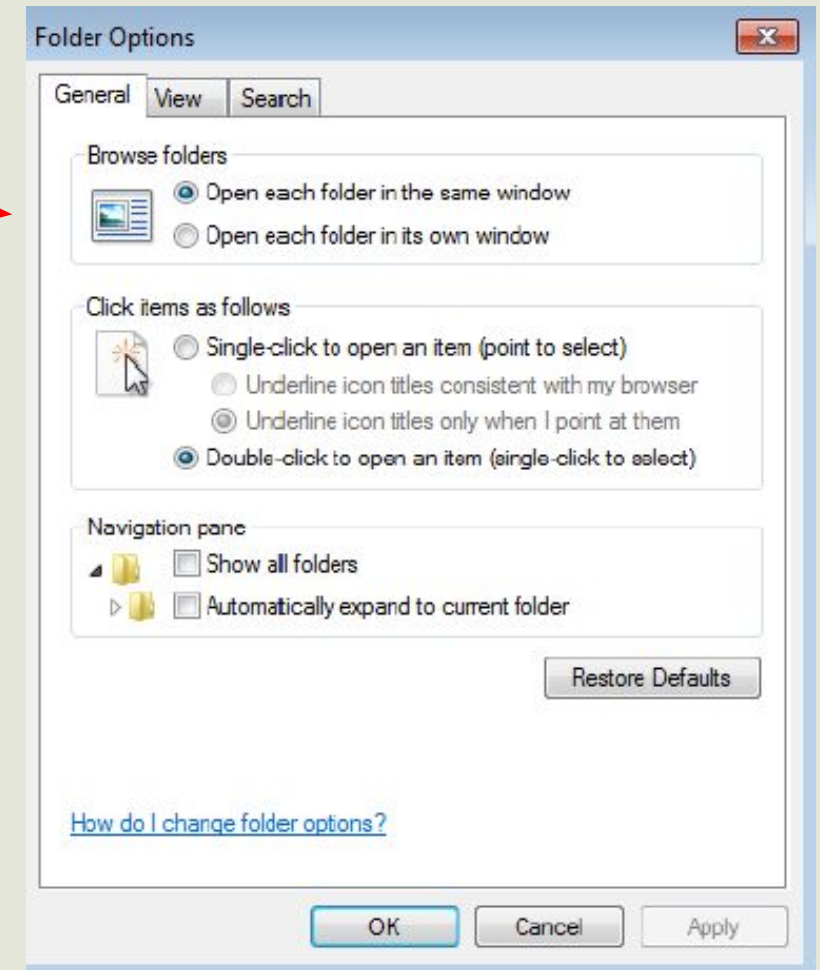 Folder Options
General View Search
Browse folders
Open each folder in the same window
Open each folder in its own window
Click items as follows
Single-click to open an item (point to select)
Underline icon titles consistent with my browser
Underline icon titles only when I point at them
Double-click to open an item (single-click to select)
Navigation pane
Show all folders
Automatically expand to current folder
Restore Defaults
How do I change folder options?
OK Cancel Apply